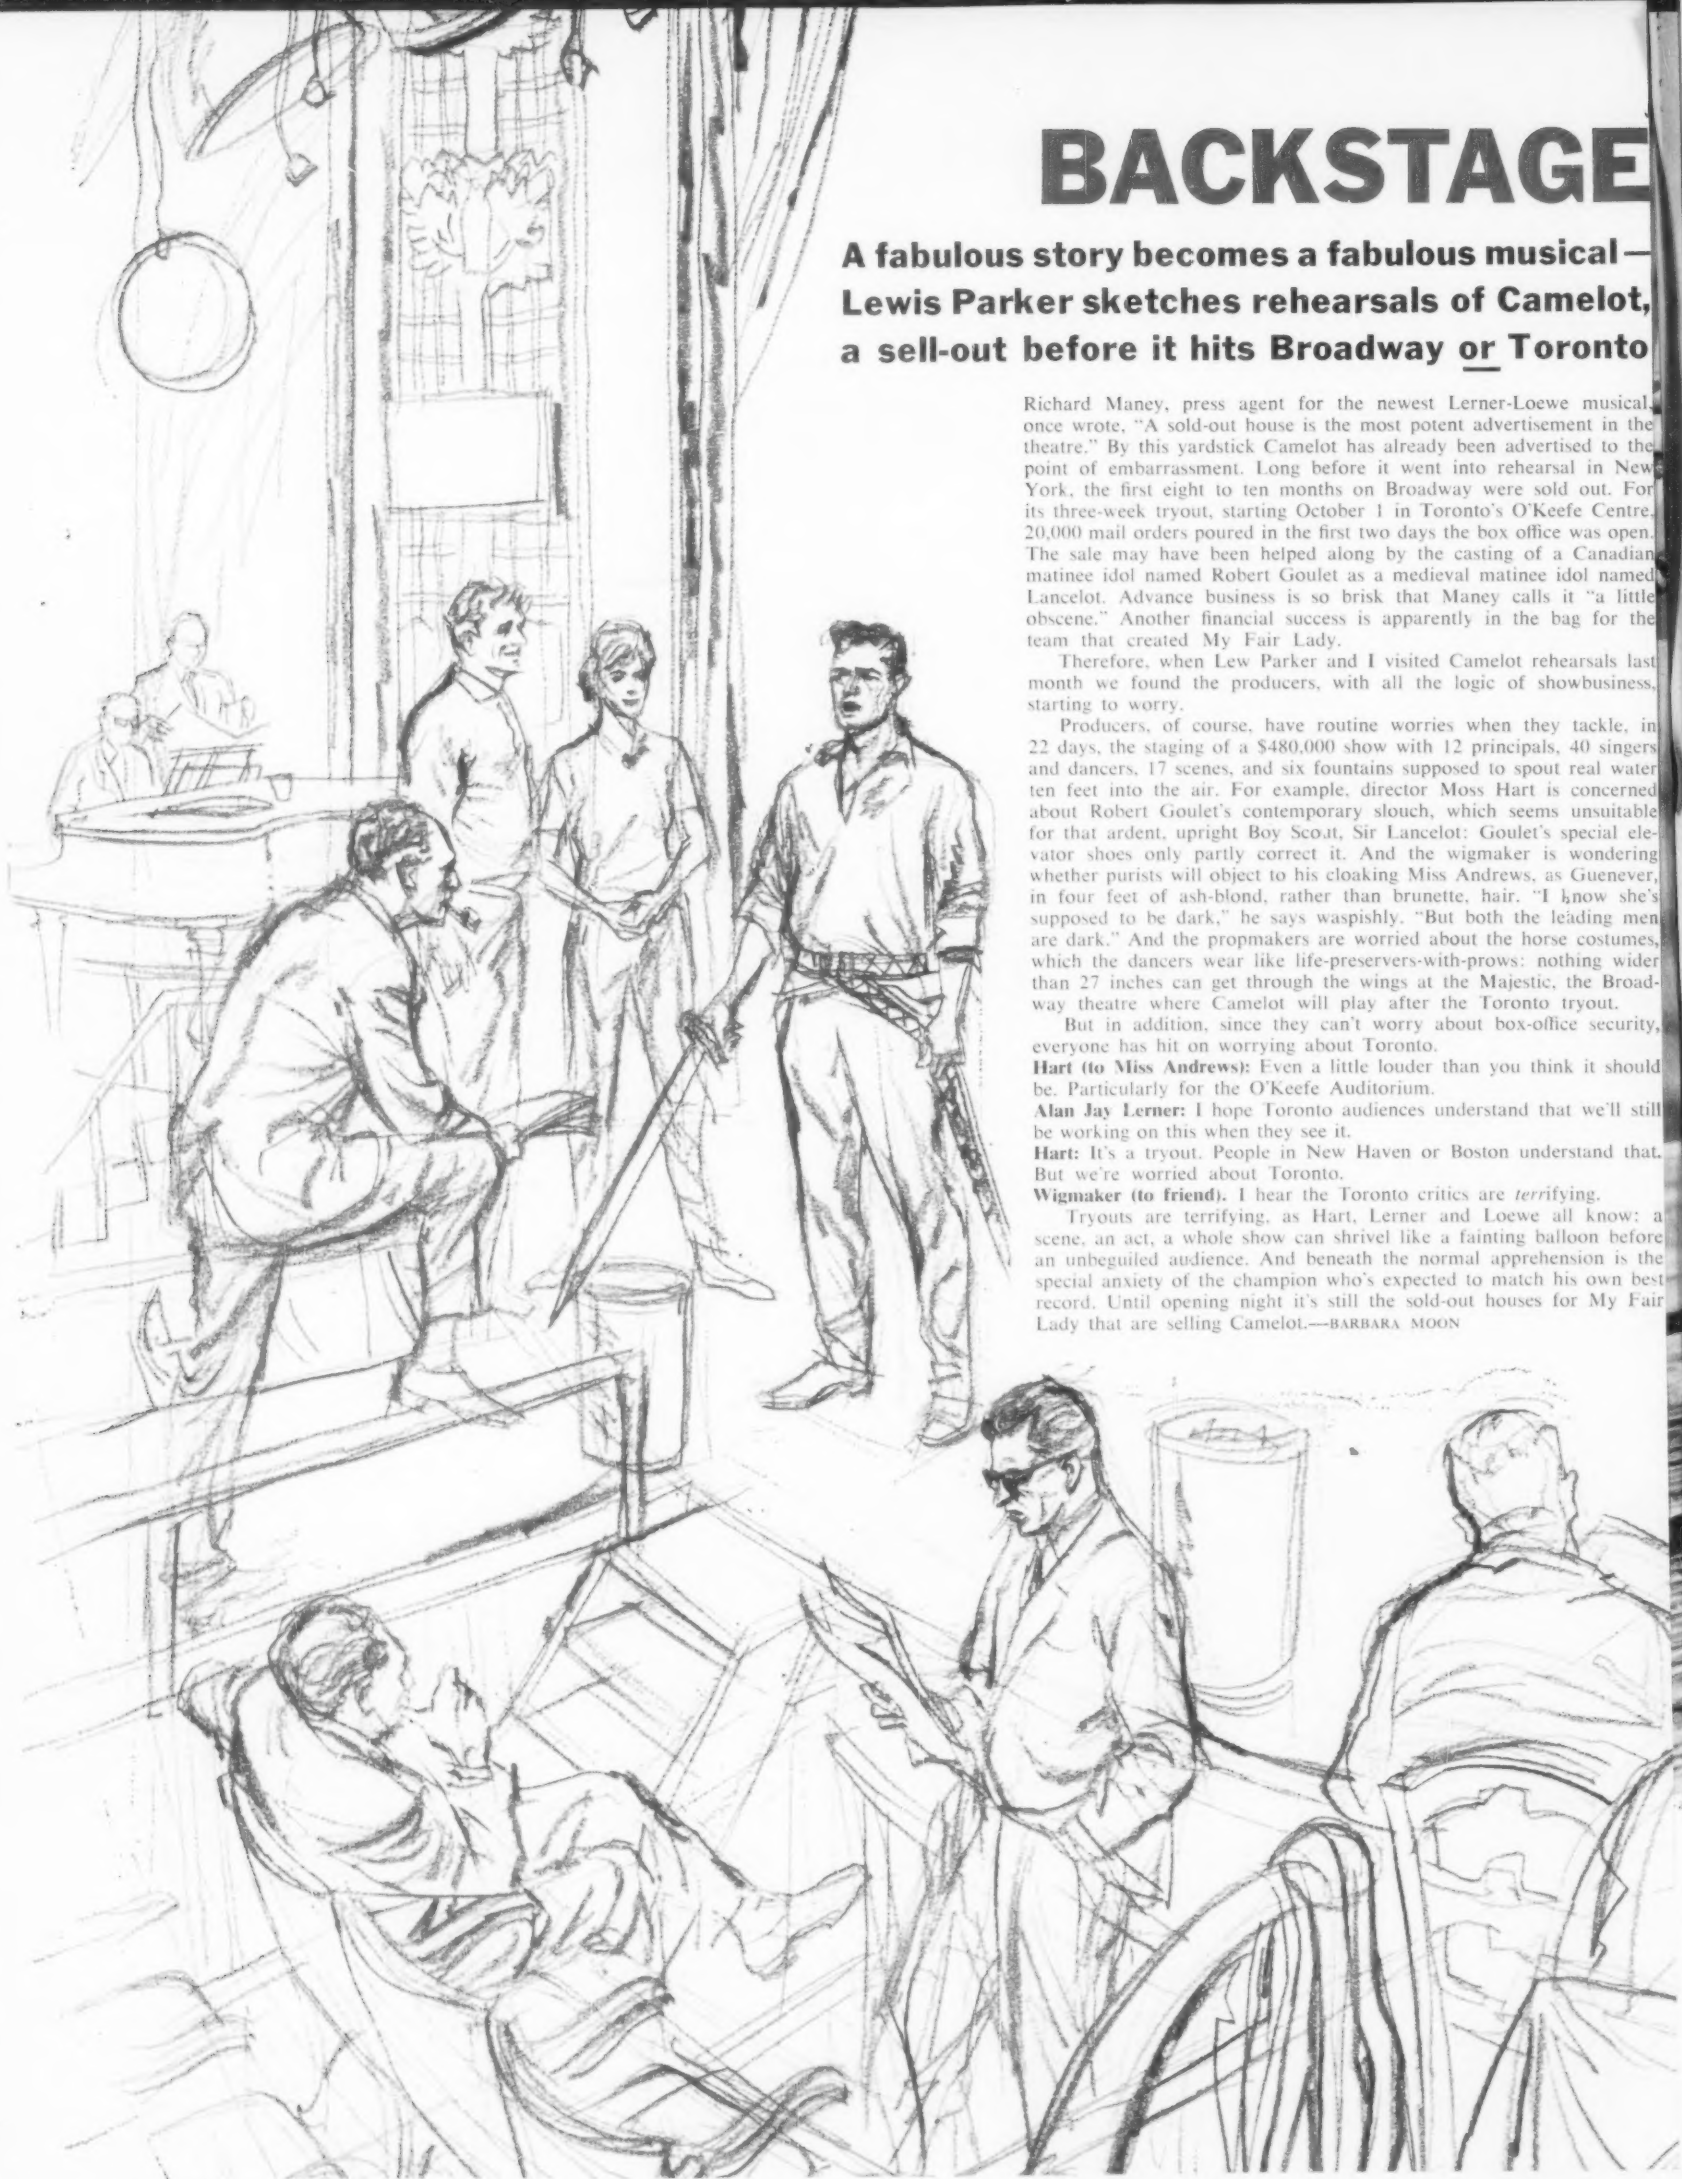 BACKSTAGE
A fabulous story becomes a fabulous musical—
Lewis Parker sketches rehearsals of Camelot,
a sell-out before it hits Broadway or Toronto
Richard Maney, press agent for the newest Lerner-Loewe musical,
once wrote, "A sold-out house is the most potent advertisement in the
theatre." By this yardstick Camelot has already been advertised to the
point of embarrassment. Long before it went into rehearsal in New
York, the first eight to ten months on Broadway were sold out. For
its three-week tryout, starting October 1 in Toronto's O'Keefe Centre,
20,000 mail orders poured in the first two days the box office was open.
The sale may have been helped along by the casting of a Canadian
matinee idol named Robert Goulet as a medieval matinee idol named
Lancelot. Advance business is so brisk that Maney calls it "a little
obscene." Another financial success is apparently in the bag for the
team that created My Fair Lady.
Therefore, when Lew Parker and I visited Camelot rehearsals last
month we found the producers, with all the logic of showbusiness,
starting to worry.
Producers, of course, have routine worries when they tackle, in
22 days, the staging of a $480,000 show with 12 principals, 40 singers
and dancers, 17 scenes, and six fountains supposed to spout real water
ten feet into the air. For example, director Moss Hart is concerned
about Robert Goulet's contemporary slouch, which seems unsuitable
for that ardent, upright Boy Scout, Sir Lancelot: Goulet's special ele-
vator shoes only partly correct it. And the wigmaker is wondering
whether purists will object to his cloaking Miss Andrews, as Guenever,
in four feet of ash-blond, rather than brunette, hair. "I know she's
supposed to be dark," he says waspishly. "But both the leading men
are dark." And the propmakers are worried about the horse costumes,
which the dancers wear like life-preservers-with-prows: nothing wider
than 27 inches can get through the wings at the Majestic, the Broad-
way theatre where Camelot will play after the Toronto tryout.
But in addition, since they can't worry about box-office security,
everyone has hit on worrying about Toronto.
Hart (to Miss Andrews): Even a little louder than you think it should
be. Particularly for the O'Keefe Auditorium.
Alan Jay Lerner: I hope Toronto audiences understand that we'll still
be working on this when they see it.
Hart: It's a tryout. People in New Haven or Boston understand that.
But we're worried about Toronto.
Wigmaker (to friend). I hear the Toronto critics are terrifying.
Tryouts are terrifying, as Hart, Lerner and Loewe all know: a
scene, an act, a whole show can shrivel like a fainting balloon before
an unbeguiled audience. And beneath the normal apprehension is the
special anxiety of the champion who's expected to match his own best
record. Until opening night it's still the sold-out houses for My Fair
Lady that are selling Camelot.—BARBARA MOON